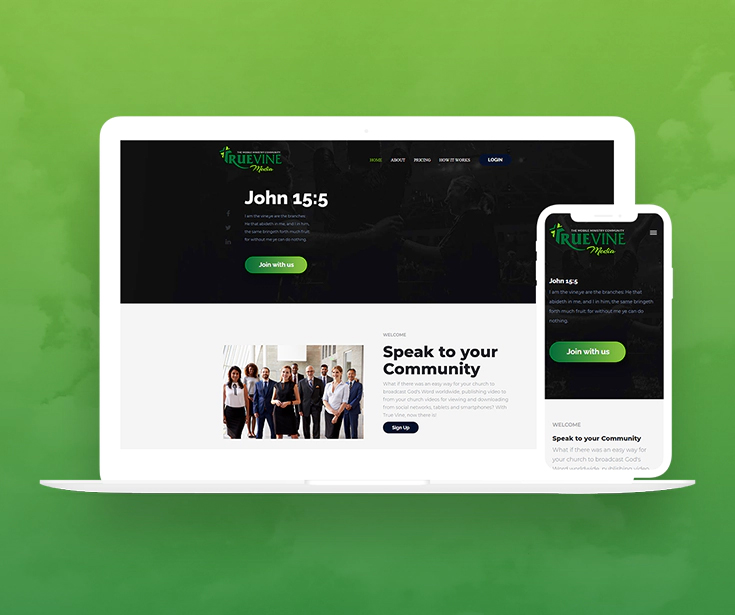 THE MOBILE MINISTRY COMMUNITY
TRUEVINE
Media
HOME ABOUT PRICING HOW IT WORKS LOGIN
John 15:5
I am the vineye are the branches: He that abideth in me, and I in him, the same bringeth forth much fruit: for without me ye can do nothing.
Join with us
WELCOME
Speak to your
Community
What if there was an easy way for your church to
broadcast God's Word worldwide, publishing video to
from your church videos for viewing and downloading
from social networks, tablets and smartphones? With
True Vine, now there is!
Sign Up
THE MOBILE MINISTRY COMMUNITY
TRUEVINE
Media
John 15:5
I am the vineye are the branches: He that
abideth in me, and I in him, the same bringeth
forth much fruit: for without me ye can do
nothing.
Join with us
WELCOME
Speak to your Community
What if there was an easy way for
your church to broadcast God's
Word worldwide, publishing video